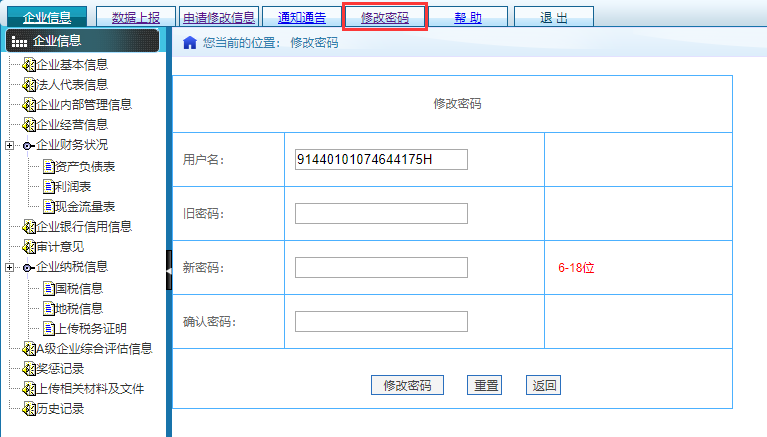 企业信息 数据上报 申请修改信息 通知通告 修改密码 帮 助 退 出
企业信息
企业基本信息
法人代表信息
企业内部管理信息
企业经营信息
企业财务状况
资产负债表
利润表
现金流量表
企业银行信用信息
审计意见
企业纳税信息
国税信息
地税信息
上传税务证明
A级企业综合评估信息
奖惩记录
上传相关材料及文件
历史记录
您当前的位置： 修改密码
修改密码
用户名： 91440101074644175H
旧密码：
新密码： 6-18位
确认密码：
修改密码 重置 返回